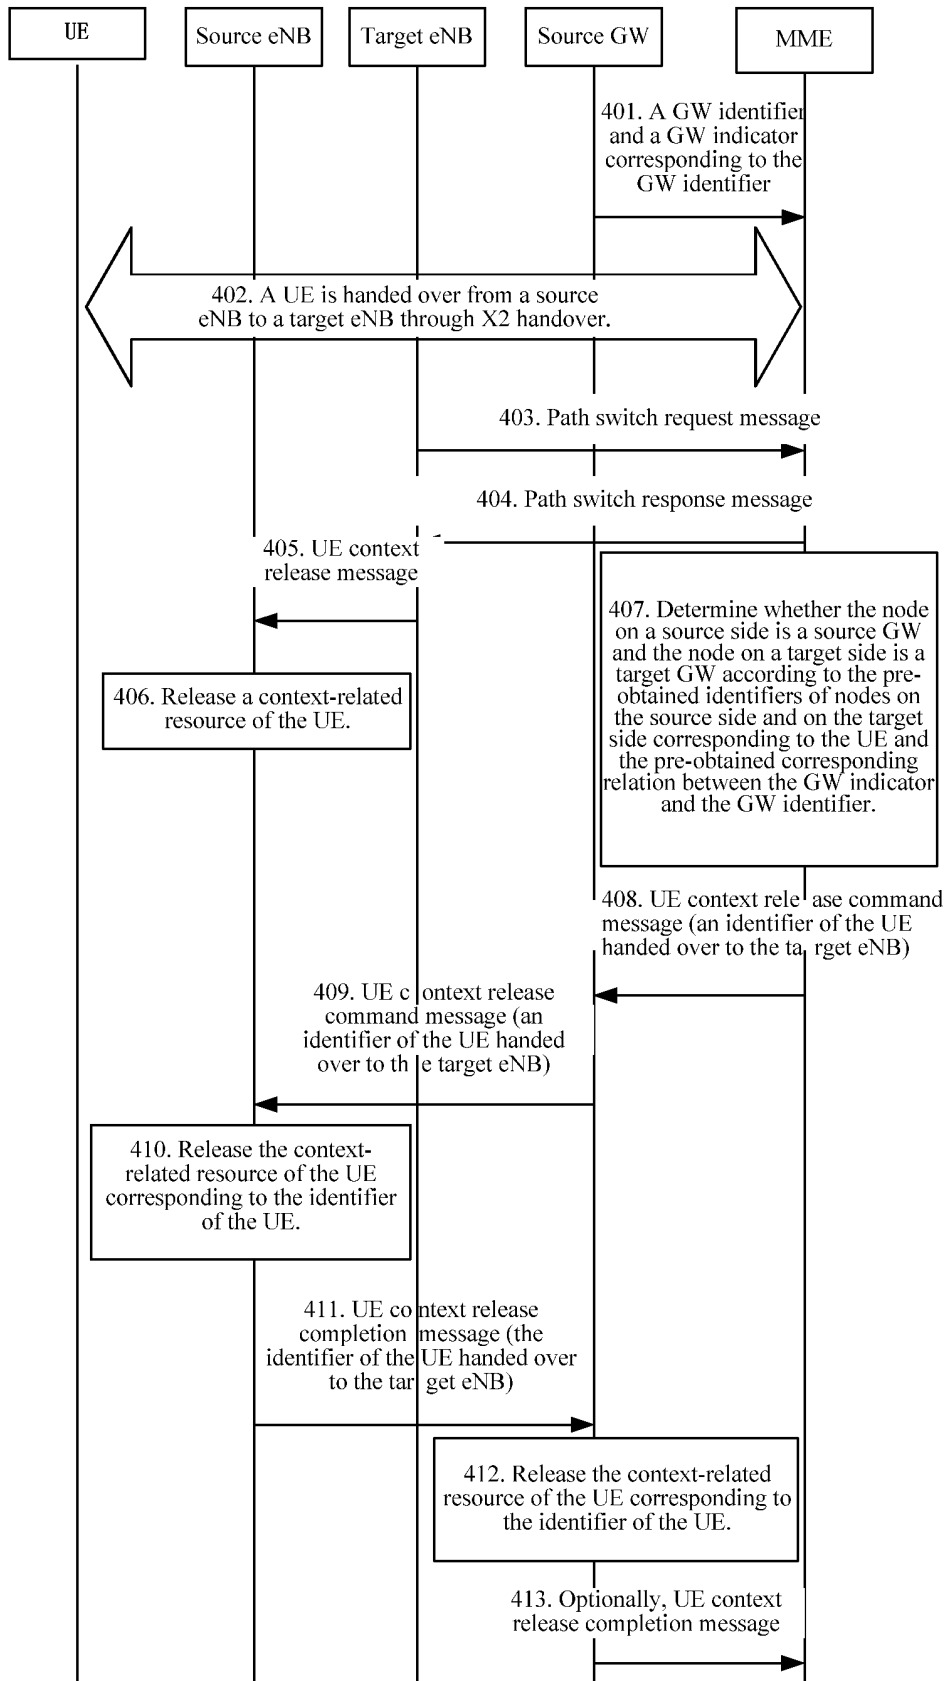 UE
Source eNB
Target eNB
Source GW
MME
401. A GW identifier
and a GW indicator
corresponding to the
GW identifier
402. A UE is handed over from a source
eNB to a target eNB through X2 handover.
403. Path switch request message
404. Path switch response message
405. UE context
release message
406. Release a context-related
resource of the UE.
407. Determine whether the node
on a source side is a source GW
and the node on a target side is a
target GW according to the pre-
obtained identifiers of nodes on
the source side and on the target
side corresponding to the UE and
the pre-obtained corresponding
relation between the GW indicator
and the GW identifier.
408. UE context release command
message (an identifier of the UE
handed over to the target eNB)
409. UE context release
command message (an
identifier of the UE handed
over to the target eNB)
410. Release the context-
related resource of the UE
corresponding to the identifier
of the UE.
411. UE context release
completion message (the
identifier of the UE handed over
to the target eNB)
412. Release the context-related
resource of the UE corresponding to
the identifier of the UE.
413. Optionally, UE context
release completion message